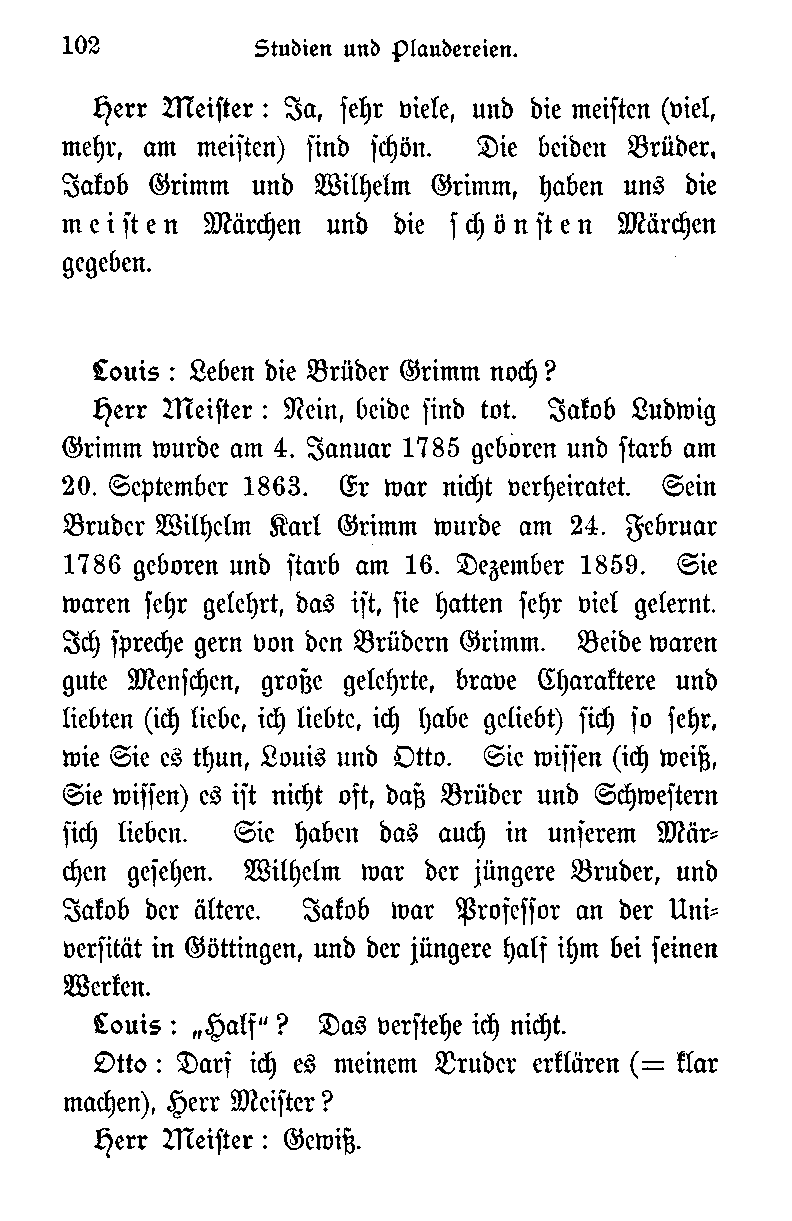 102 Studien und Plaudereien.
Herr Meister: Ja, sehr viele, und die meisten (viel,
mehr, am meisten) sind schön. Die beiden Brüder,
Jakob Grimm und Wilhelm Grimm, haben uns die
meisten Märchen und die schönsten Märchen
gegeben.
Louis: Leben die Brüder Grimm noch?
Herr Meister: Nein, beide sind tot. Jakob Ludwig
Grimm wurde am 4. Januar 1785 geboren und starb am
20. September 1863. Er war nicht verheiratet. Sein
Bruder Wilhelm Karl Grimm wurde am 24. Februar
1786 geboren und starb am 16. Dezember 1859. Sie
waren sehr gelehrt, das ist, sie hatten sehr viel gelernt.
Ich spreche gern von den Brüdern Grimm. Beide waren
gute Menschen, große gelehrte, brave Charaktere und
liebten (ich liebe, ich liebte, ich habe geliebt) sich so sehr,
wie Sie es thun, Louis und Otto. Sie wissen (ich weiß,
Sie wissen) es ist nicht oft, daß Brüder und Schwestern
sich lieben. Sie haben das auch in unserem Mär-
chen gesehen. Wilhelm war der jüngere Bruder, und
Jakob der ältere. Jakob war Professor an der Uni-
versität in Göttingen, und der jüngere half ihm bei seinen
Werken.
Louis: „Half“? Das verstehe ich nicht.
Otto: Darf ich es meinem Bruder erklären (= klar
machen), Herr Meister?
Herr Meister: Gewiß.